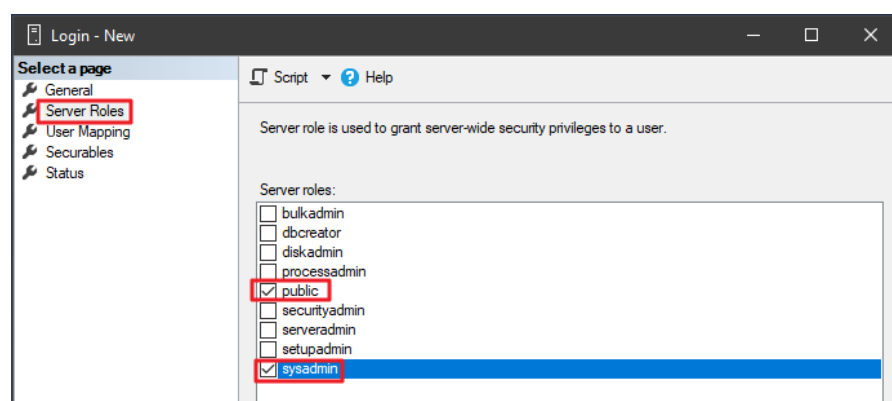 Login - New
Select a page
General
Server Roles
User Mapping
Securables
Status
Script Help
Server role is used to grant server-wide security privileges to a user.
Server roles:
bulkadmin
dbcreator
diskadmin
processadmin
public
securityadmin
serveradmin
setupadmin
sysadmin